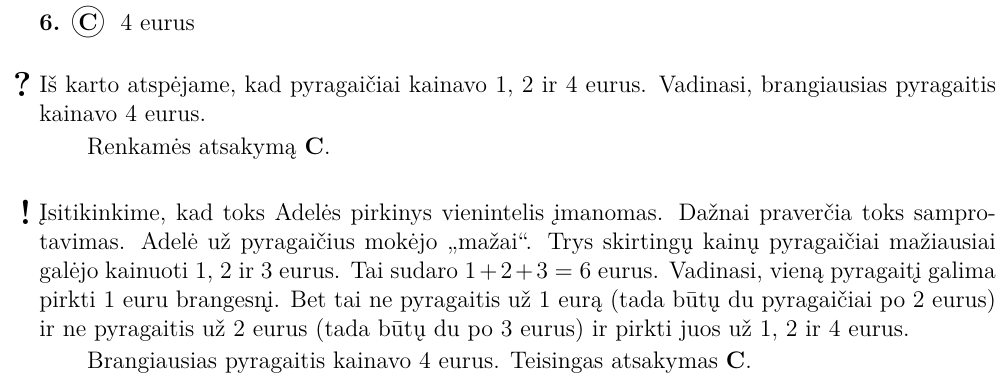 6. C 4 eurus
? Iš karto atspėjame, kad pyragaičiai kainavo 1, 2 ir 4 eurus. Vadinasi, brangiausias pyragaitis
kainavo 4 eurus.
Renkamės atsakymą C.
! Įsitikinkime, kad toks Adelės pirkinys vienintelis įmanomas. Dažnai praverčia toks sampro-
tavimas. Adelė už pyragaičius mokėjo „mažai“. Trys skirtingų kainų pyragaičiai mažiausiai
galėjo kainuoti 1, 2 ir 3 eurus. Tai sudaro 1 + 2 + 3 = 6 eurus. Vadinasi, vieną pyragaitį galima
pirkti 1 euru brangesnį. Bet tai ne pyragaitis už 1 eurą (tada būtų du pyragaičiai po 2 eurus)
ir ne pyragaitis už 2 eurus (tada būtų du po 3 eurus) ir pirkti juos už 1, 2 ir 4 eurus.
Brangiausias pyragaitis kainavo 4 eurus. Teisingas atsakymas C.